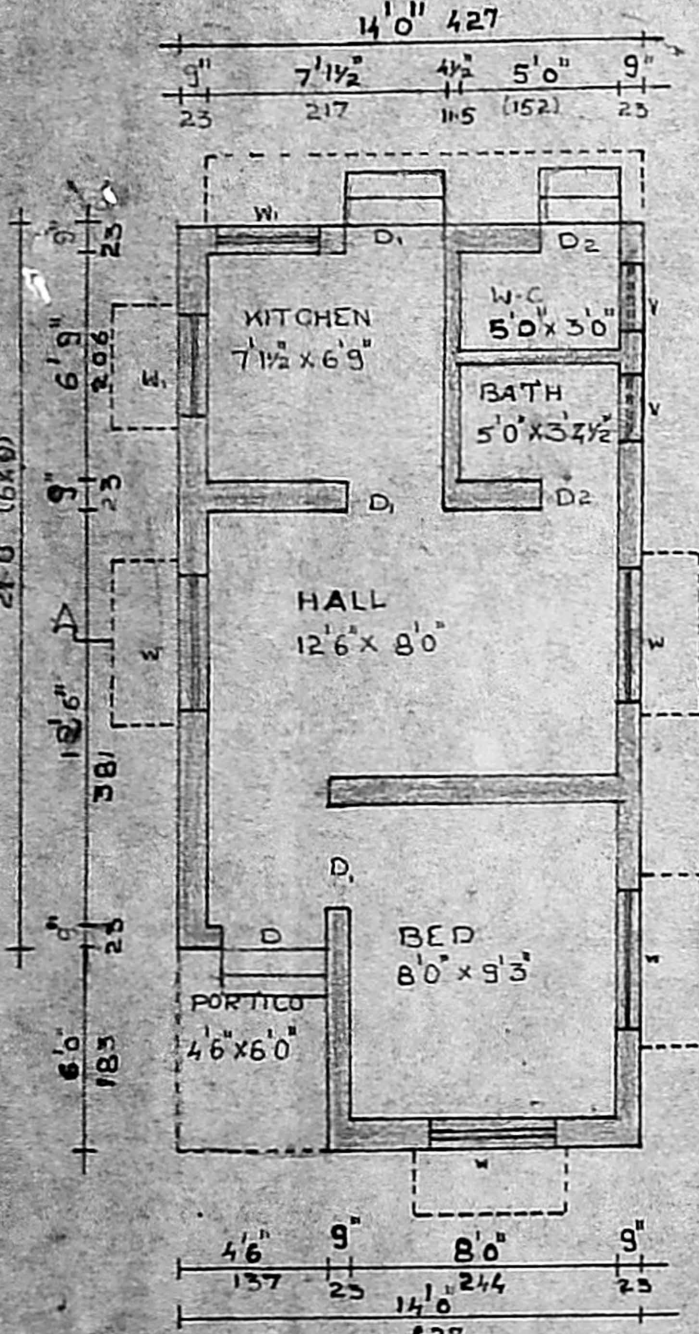 14'0" 427
9" 7'1½" 4½" 5'0" 9"
23 217 11.5 (152) 23
W1 D1 D2
9" 23
KITCHEN
7'1½" X 6'9"
W.C
5'0" X 3'0"
V
6'9" 206
W1
BATH
5'0" X 3'4½"
V
9" 23
D1 D2
HALL
12'6" X 8'0"
W
W
A
12'6" 381
D1
9" 23
D
BED
8'0" X 9'3"
W
PORTICO
4'6" X 6'0"
6'0" 183
W
4'6" 9" 8'0" 9"
137 23 244 23
14'0"